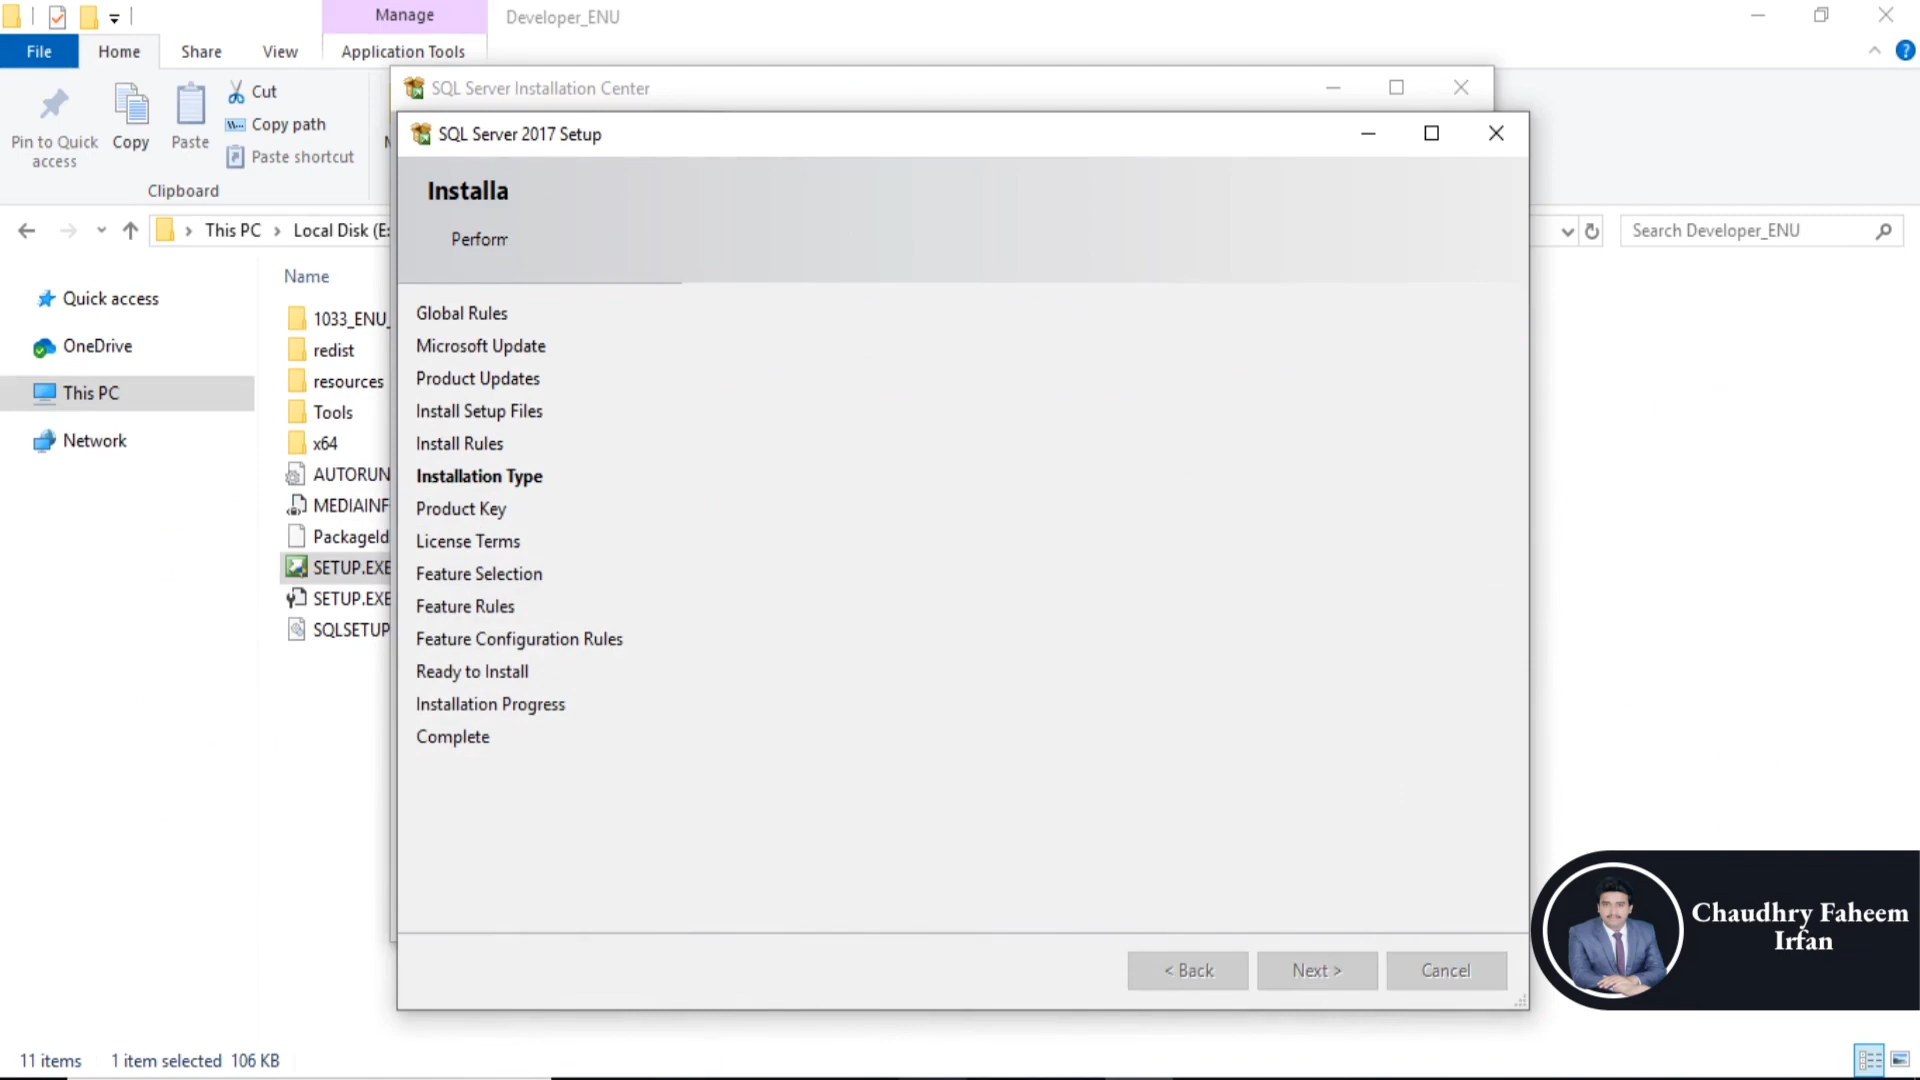 Manage
Developer_ENU
File
Home
Share
View
Application Tools
Pin to Quick access
Copy
Paste
Cut
Copy path
Paste shortcut
Clipboard
SQL Server Installation Center
SQL Server 2017 Setup
Installa
Perform
This PC
Local Disk (E:
Search Developer_ENU
Quick access
OneDrive
This PC
Network
Name
1033_ENU_
redist
resources
Tools
x64
AUTORUN
MEDIAINF
PackageId
SETUP.EXE
SETUP.EXE
SQLSETUP
Global Rules
Microsoft Update
Product Updates
Install Setup Files
Install Rules
Installation Type
Product Key
License Terms
Feature Selection
Feature Rules
Feature Configuration Rules
Ready to Install
Installation Progress
Complete
< Back
Next >
Cancel
Chaudhry Faheem
Irfan
11 items
1 item selected 106 KB